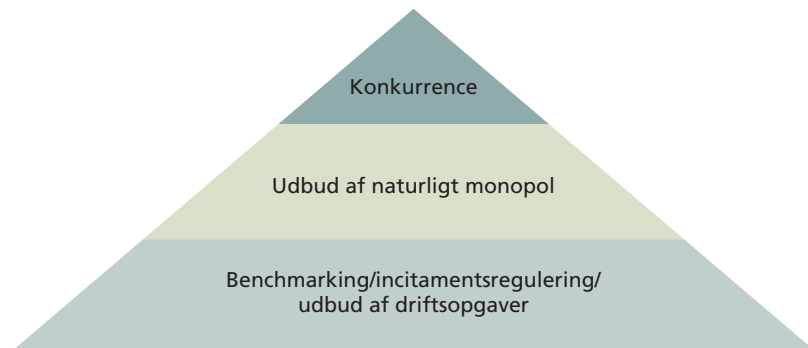 Konkurrence
Udbud af naturligt monopol
Benchmarking/incitamentsregulering/
udbud af driftsopgaver